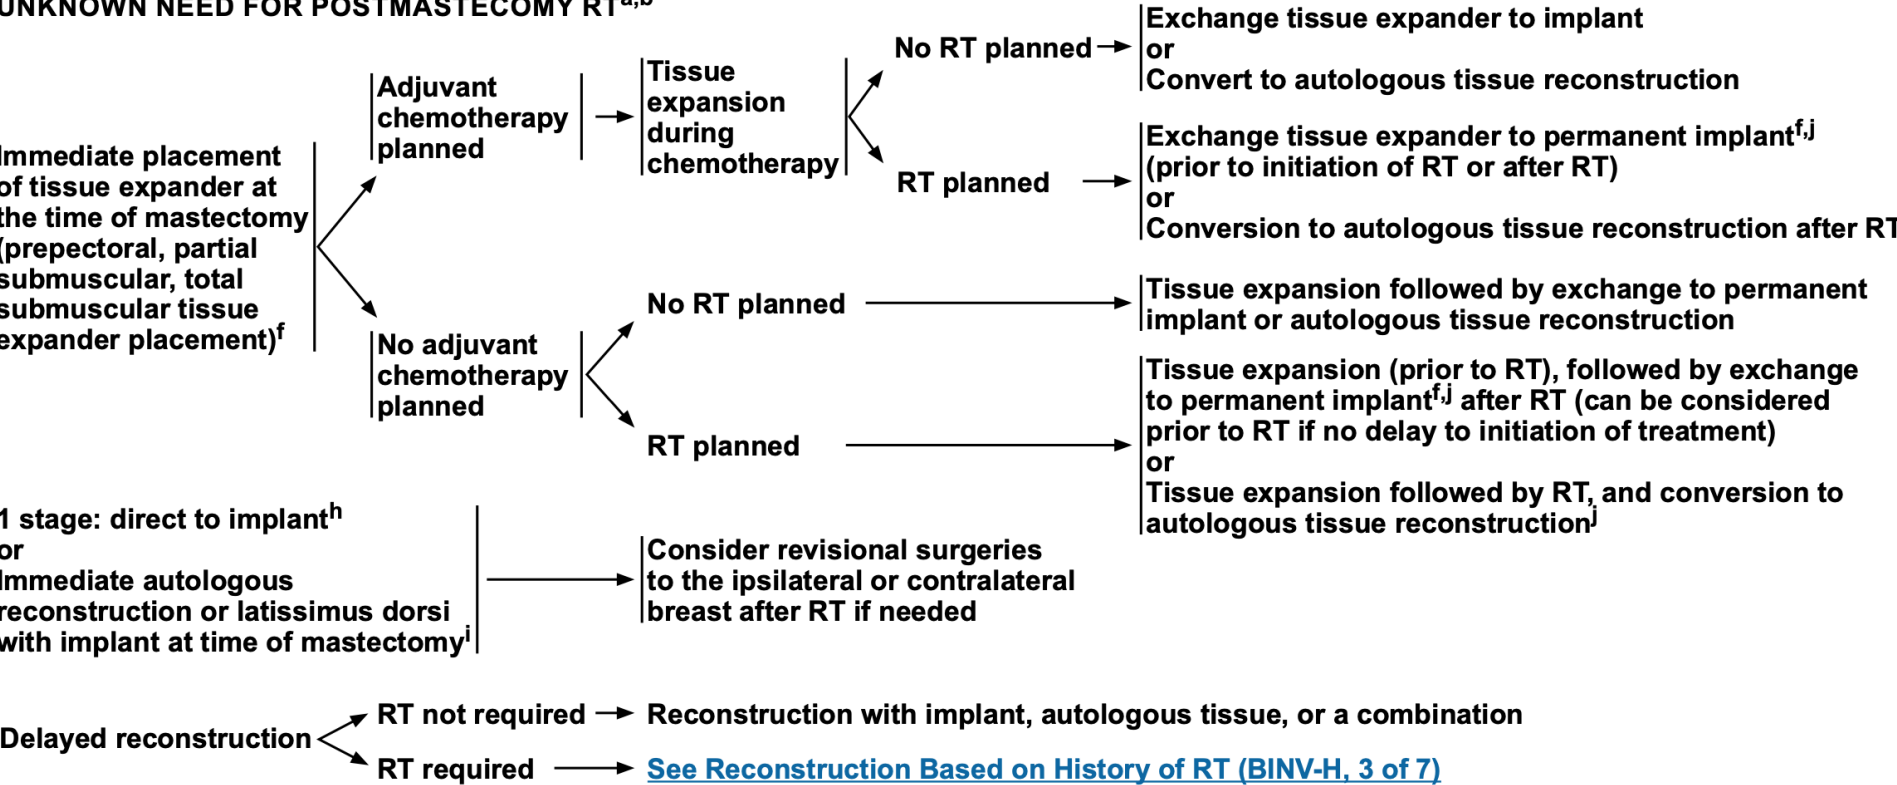 UNKNOWN NEED FOR POSTMASTECOMY RTa,b
Immediate placement
of tissue expander at
the time of mastectomy
(prepectoral, partial
submuscular, total
submuscular tissue
expander placement)f
Adjuvant
chemotherapy
planned
Tissue
expansion
during
chemotherapy
No RT planned
Exchange tissue expander to implant
or
Convert to autologous tissue reconstruction
RT planned
Exchange tissue expander to permanent implantf,j
(prior to initiation of RT or after RT)
or
Conversion to autologous tissue reconstruction after RT
No adjuvant
chemotherapy
planned
No RT planned
Tissue expansion followed by exchange to permanent
implant or autologous tissue reconstruction
RT planned
Tissue expansion (prior to RT), followed by exchange
to permanent implantf,j after RT (can be considered
prior to RT if no delay to initiation of treatment)
or
Tissue expansion followed by RT, and conversion to
autologous tissue reconstructionj
1 stage: direct to implanth
or
Immediate autologous
reconstruction or latissimus dorsi
with implant at time of mastectomyi
Consider revisional surgeries
to the ipsilateral or contralateral
breast after RT if needed
Delayed reconstruction
RT not required
Reconstruction with implant, autologous tissue, or a combination
RT required
See Reconstruction Based on History of RT (BINV-H, 3 of 7)